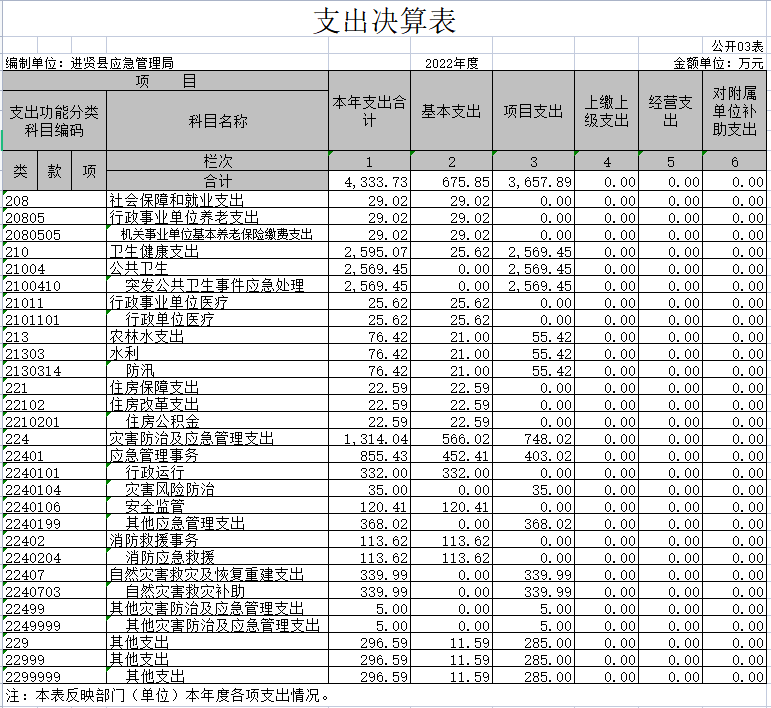 支出决算表
公开03表
编制单位：进贤县应急管理局 2022年度 金额单位：万元
项 目 本年支出合计 基本支出 项目支出 上缴上级支出 经营支出 对附属单位补助支出
支出功能分类科目编码 科目名称
类 款 项 栏次 1 2 3 4 5 6
合计 4,333.73 675.85 3,657.89 0.00 0.00 0.00
208 社会保障和就业支出 29.02 29.02 0.00 0.00 0.00 0.00
20805 行政事业单位养老支出 29.02 29.02 0.00 0.00 0.00 0.00
2080505 机关事业单位基本养老保险缴费支出 29.02 29.02 0.00 0.00 0.00 0.00
210 卫生健康支出 2,595.07 25.62 2,569.45 0.00 0.00 0.00
21004 公共卫生 2,569.45 0.00 2,569.45 0.00 0.00 0.00
2100410 突发公共卫生事件应急处理 2,569.45 0.00 2,569.45 0.00 0.00 0.00
21011 行政事业单位医疗 25.62 25.62 0.00 0.00 0.00 0.00
2101101 行政单位医疗 25.62 25.62 0.00 0.00 0.00 0.00
213 农林水支出 76.42 21.00 55.42 0.00 0.00 0.00
21303 水利 76.42 21.00 55.42 0.00 0.00 0.00
2130314 防汛 76.42 21.00 55.42 0.00 0.00 0.00
221 住房保障支出 22.59 22.59 0.00 0.00 0.00 0.00
22102 住房改革支出 22.59 22.59 0.00 0.00 0.00 0.00
2210201 住房公积金 22.59 22.59 0.00 0.00 0.00 0.00
224 灾害防治及应急管理支出 1,314.04 566.02 748.02 0.00 0.00 0.00
22401 应急管理事务 855.43 452.41 403.02 0.00 0.00 0.00
2240101 行政运行 332.00 332.00 0.00 0.00 0.00 0.00
2240104 灾害风险防治 35.00 0.00 35.00 0.00 0.00 0.00
2240106 安全监管 120.41 120.41 0.00 0.00 0.00 0.00
2240199 其他应急管理支出 368.02 0.00 368.02 0.00 0.00 0.00
22402 消防救援事务 113.62 113.62 0.00 0.00 0.00 0.00
2240204 消防应急救援 113.62 113.62 0.00 0.00 0.00 0.00
22407 自然灾害救灾及恢复重建支出 339.99 0.00 339.99 0.00 0.00 0.00
2240703 自然灾害救灾补助 339.99 0.00 339.99 0.00 0.00 0.00
22499 其他灾害防治及应急管理支出 5.00 0.00 5.00 0.00 0.00 0.00
2249999 其他灾害防治及应急管理支出 5.00 0.00 5.00 0.00 0.00 0.00
229 其他支出 296.59 11.59 285.00 0.00 0.00 0.00
22999 其他支出 296.59 11.59 285.00 0.00 0.00 0.00
2299999 其他支出 296.59 11.59 285.00 0.00 0.00 0.00
注：本表反映部门（单位）本年度各项支出情况。